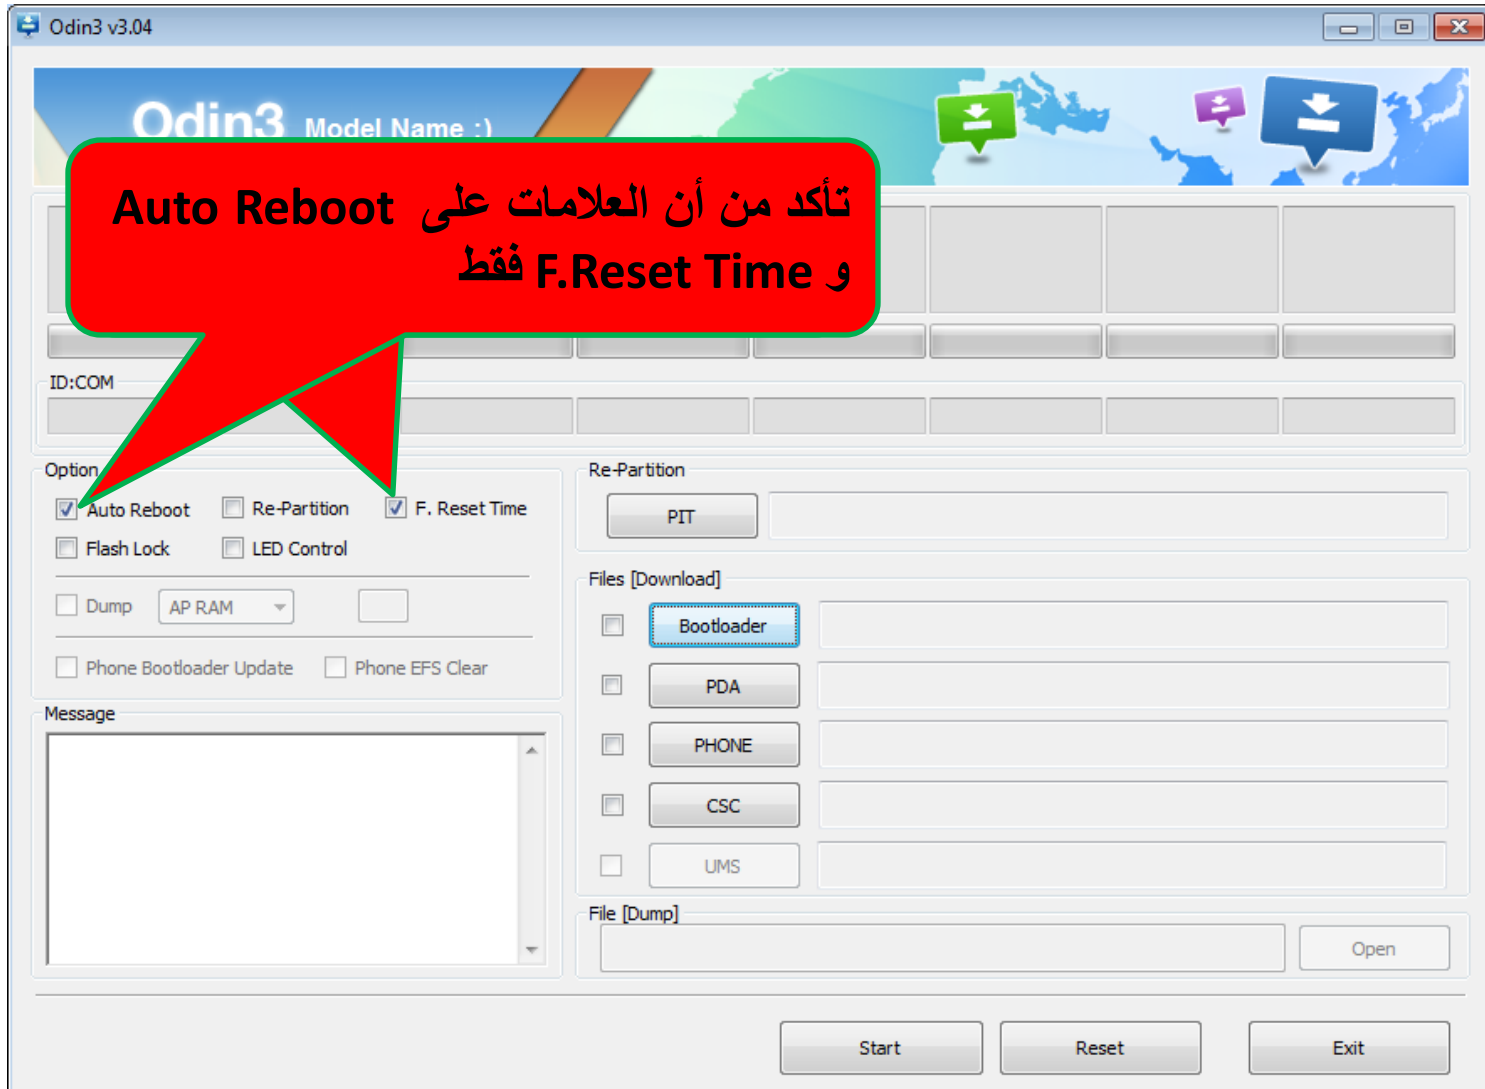 Odin3 v3.04
Odin3 Model Name :)
تأكد من أن العلامات على Auto Reboot
و F.Reset Time فقط
ID:COM
Option
Auto Reboot Re-Partition F. Reset Time
Flash Lock LED Control
Dump AP RAM
Phone Bootloader Update Phone EFS Clear
Message
Re-Partition
PIT
Files [Download]
Bootloader
PDA
PHONE
CSC
UMS
File [Dump]
Open
Start Reset Exit